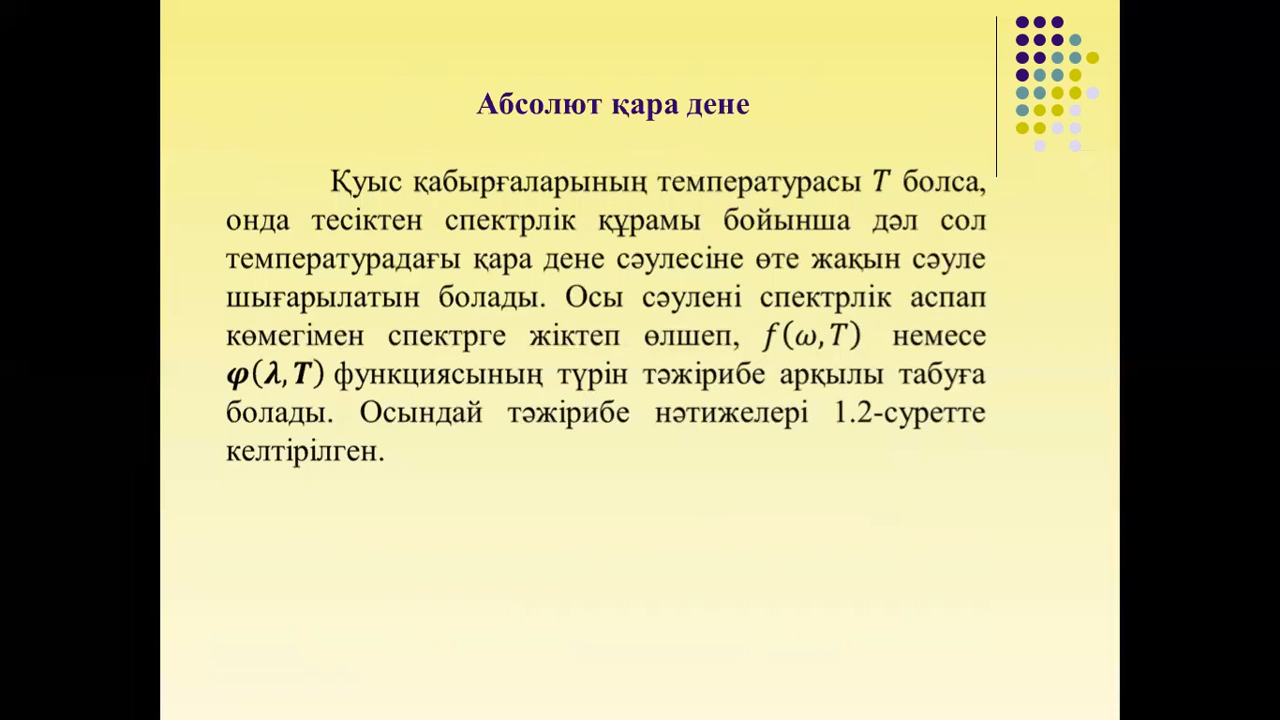 Абсолют қара дене
Қуыс қабырғаларының температурасы T болса,
онда тесіктен спектрлік құрамы бойынша дәл сол
температурадағы қара дене сәулесіне өте жақын сәуле
шығарылатын болады. Осы сәулені спектрлік аспап
көмегімен спектрге жіктеп өлшеп, f(ω,T) немесе
φ(λ,T) функциясының түрін тәжірибе арқылы табуға
болады. Осындай тәжірибе нәтижелері 1.2-суретте
келтірілген.